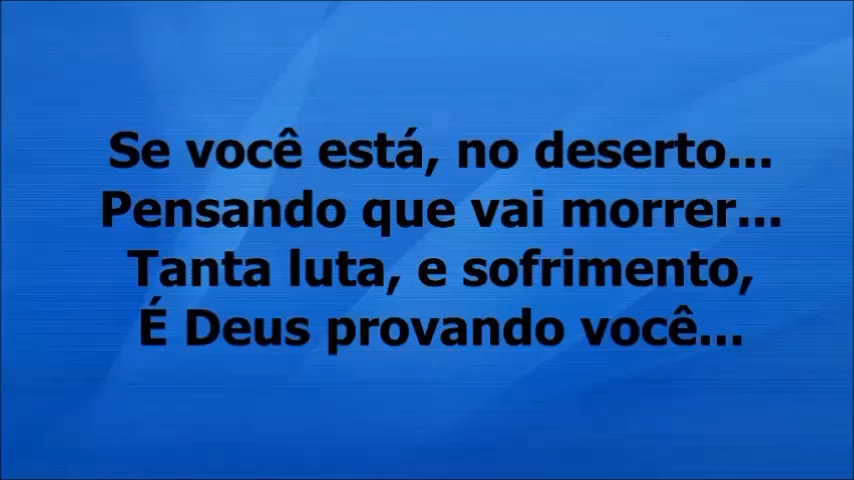 Se você está, no deserto...
Pensando que vai morrer...
Tanta luta, e sofrimento,
É Deus provando você...